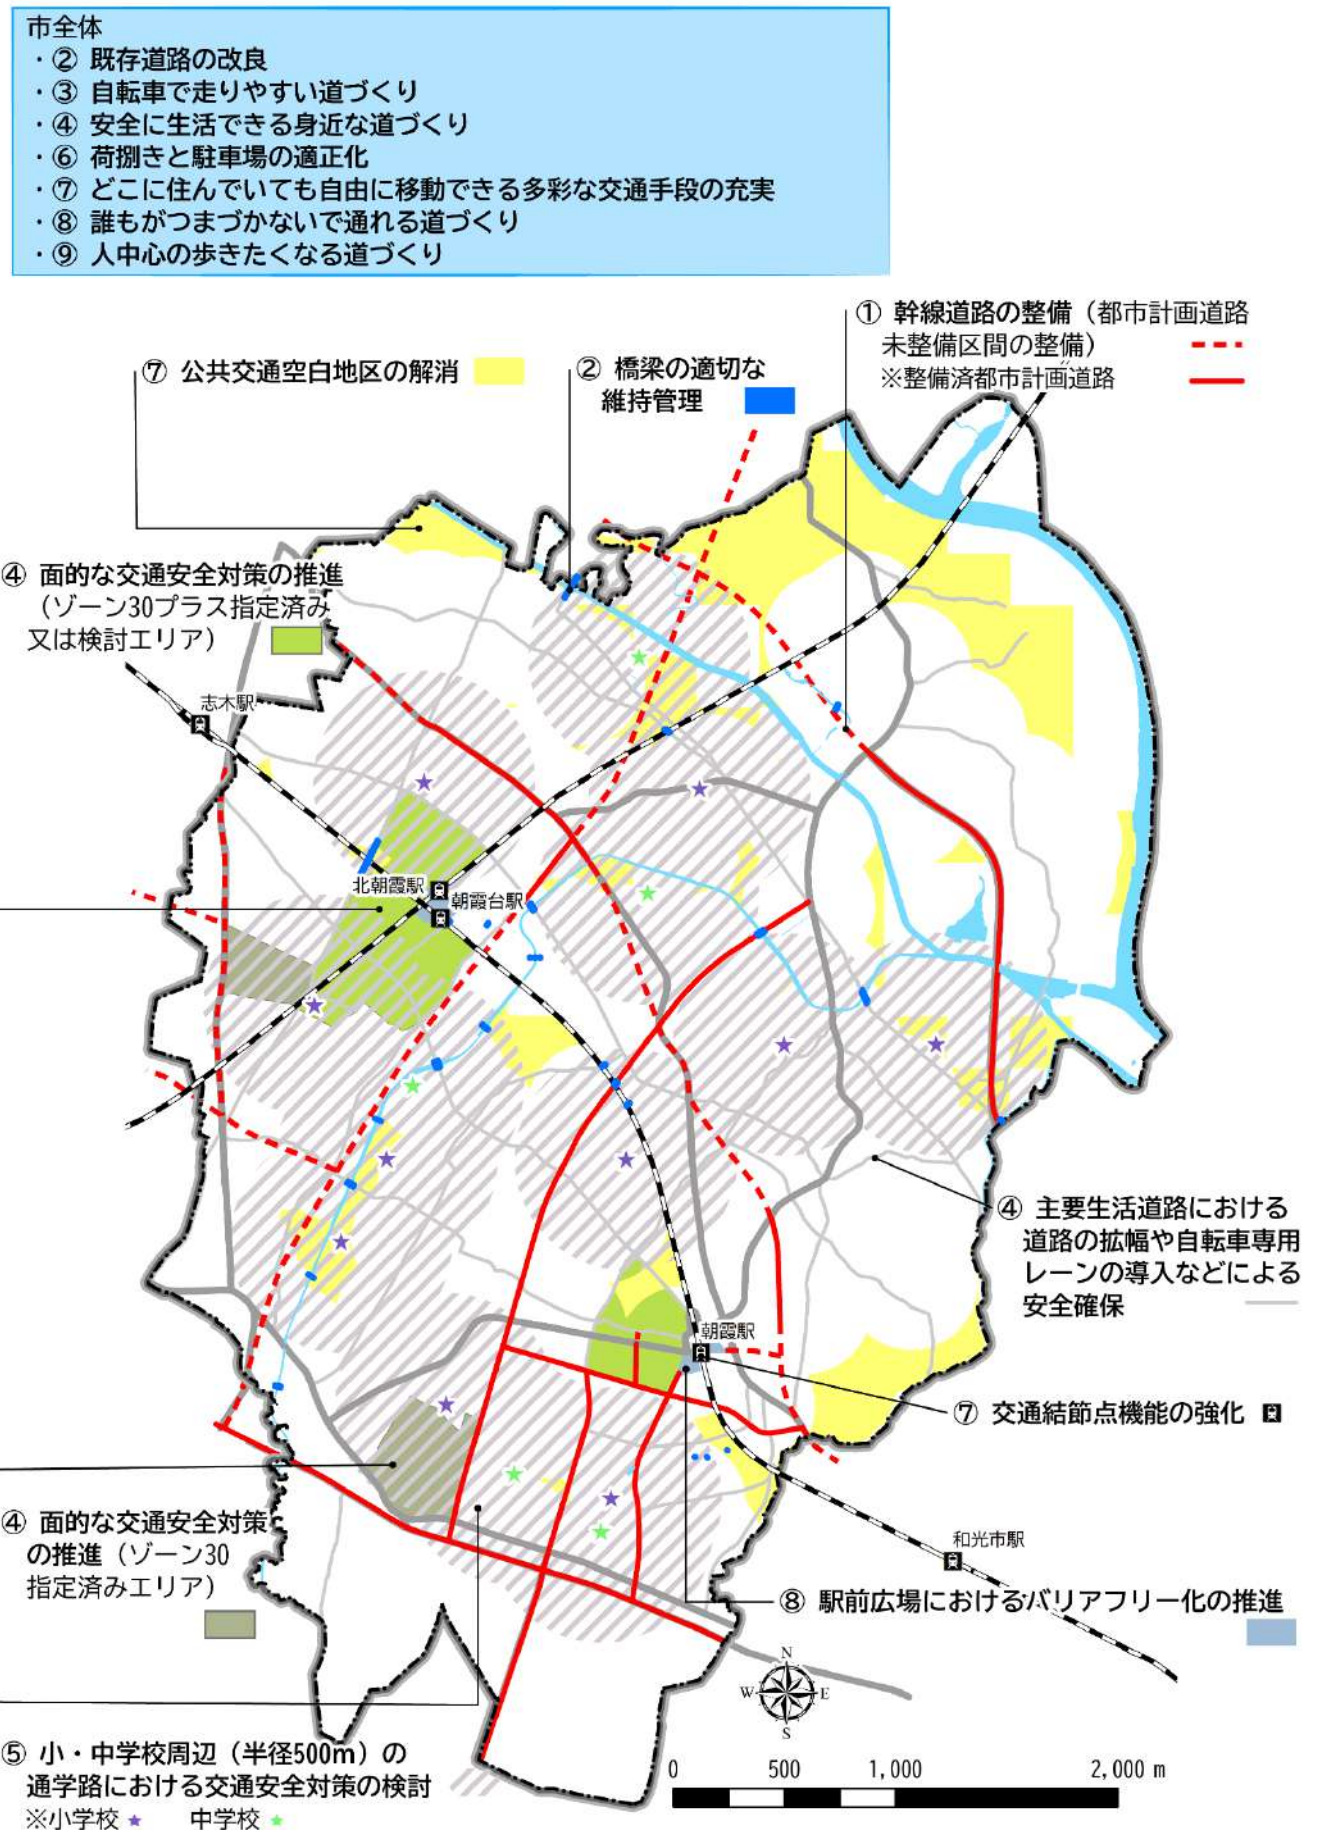 市全体
・② 既存道路の改良
・③ 自転車で走りやすい道づくり
・④ 安全に生活できる身近な道づくり
・⑥ 荷捌きと駐車場の適正化
・⑦ どこに住んでいても自由に移動できる多彩な交通手段の充実
・⑧ 誰もがつまづかないで通れる道づくり
・⑨ 人中心の歩きたくなる道づくり
① 幹線道路の整備（都市計画道路
未整備区間の整備）
※整備済都市計画道路
⑦ 公共交通空白地区の解消
② 橋梁の適切な
維持管理
④ 面的な交通安全対策の推進
（ゾーン30プラス指定済み
又は検討エリア）
志木駅
北朝霞駅
朝霞台駅
④ 主要生活道路における
道路の拡幅や自転車専用
レーンの導入などによる
安全確保
朝霞駅
⑦ 交通結節点機能の強化
④ 面的な交通安全対策
の推進（ゾーン30
指定済みエリア）
和光市駅
⑧ 駅前広場におけるバリアフリー化の推進
N
W E
S
⑤ 小・中学校周辺（半径500m）の
通学路における交通安全対策の検討
※小学校 ★ 中学校 ★
0 500 1,000 2,000 m